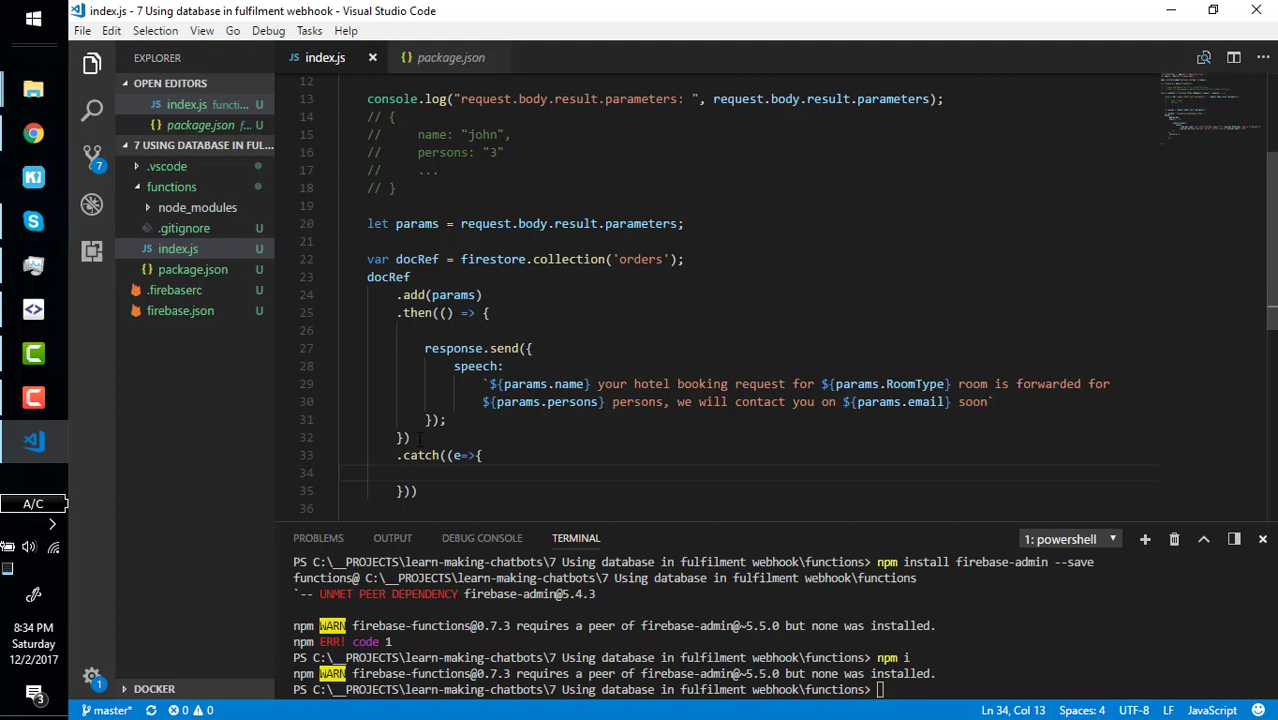 index.js - 7 Using database in fulfilment webhook - Visual Studio Code
File Edit Selection View Go Debug Tasks Help
EXPLORER
index.js
{} package.json
OPEN EDITORS
index.js functi... U
{} package.json f... U
7 USING DATABASE IN FUL...
.vscode
functions
node_modules
.gitignore U
JS index.js U
{} package.json U
.firebaserc U
firebase.json U
DOCKER
12
13 console.log("request.body.result.parameters: ", request.body.result.parameters);
14 // {
15 // name: "john",
16 // persons: "3"
17 // ...
18 // }
19
20 let params = request.body.result.parameters;
21
22 var docRef = firestore.collection('orders');
23 docRef
24 .add(params)
25 .then(() => {
26
27 response.send({
28 speech:
29 `${params.name} your hotel booking request for ${params.RoomType} room is forwarded for
30 ${params.persons} persons, we will contact you on ${params.email} soon`
31 });
32 })
33 .catch((e=>{
34
35 }))
36
PROBLEMS OUTPUT DEBUG CONSOLE TERMINAL
1: powershell
PS C:\__PROJECTS\learn-making-chatbots\7 Using database in fulfilment webhook\functions> npm install firebase-admin --save
functions@ C:\__PROJECTS\learn-making-chatbots\7 Using database in fulfilment webhook\functions
`-- UNMET PEER DEPENDENCY firebase-admin@5.4.3
npm WARN firebase-functions@0.7.3 requires a peer of firebase-admin@~5.5.0 but none was installed.
npm ERR! code 1
PS C:\__PROJECTS\learn-making-chatbots\7 Using database in fulfilment webhook\functions> npm i
npm WARN firebase-functions@0.7.3 requires a peer of firebase-admin@~5.5.0 but none was installed.
PS C:\__PROJECTS\learn-making-chatbots\7 Using database in fulfilment webhook\functions>
A/C
8:34 PM
Saturday
12/2/2017
3
7
1
master* 0 0
Ln 34, Col 13 Spaces: 4 UTF-8 LF JavaScript